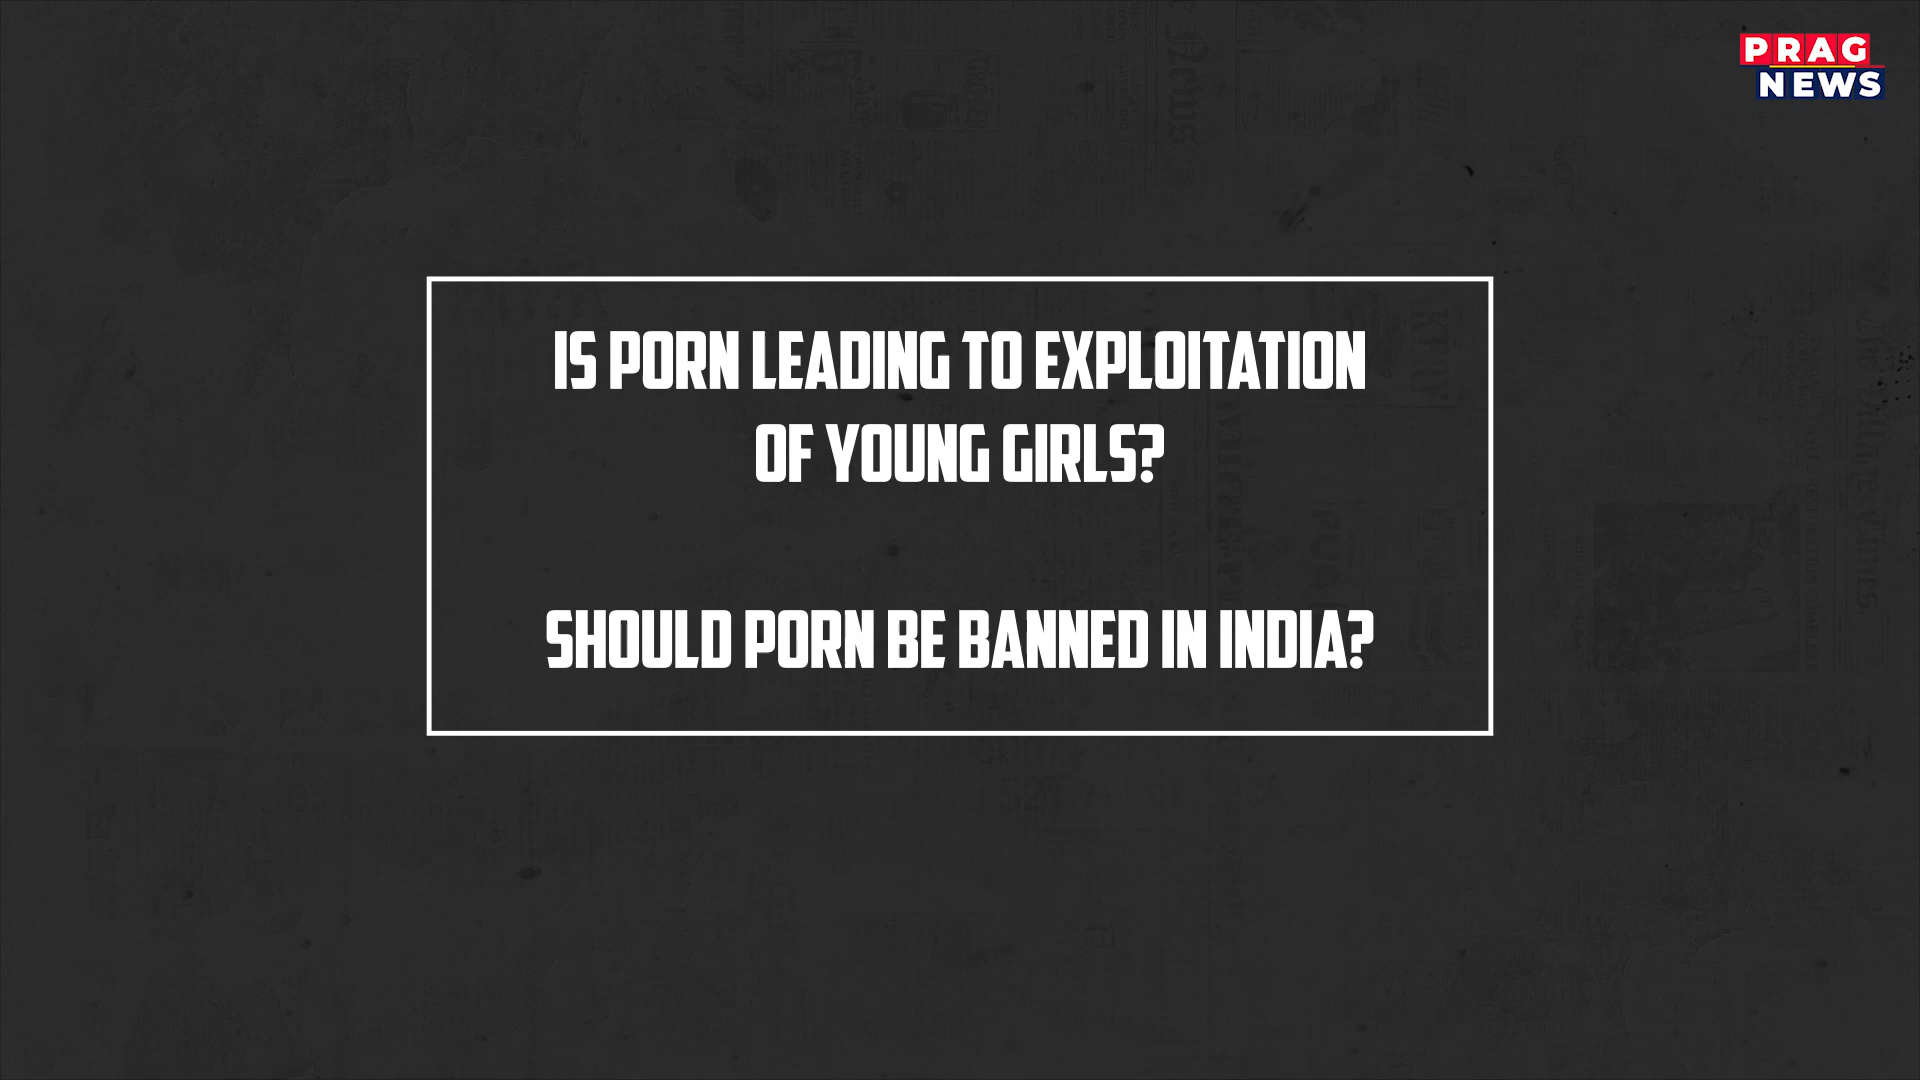 PRAG
NEWS
IS PORN LEADING TO EXPLOITATION
OF YOUNG GIRLS?
SHOULD PORN BE BANNED IN INDIA?